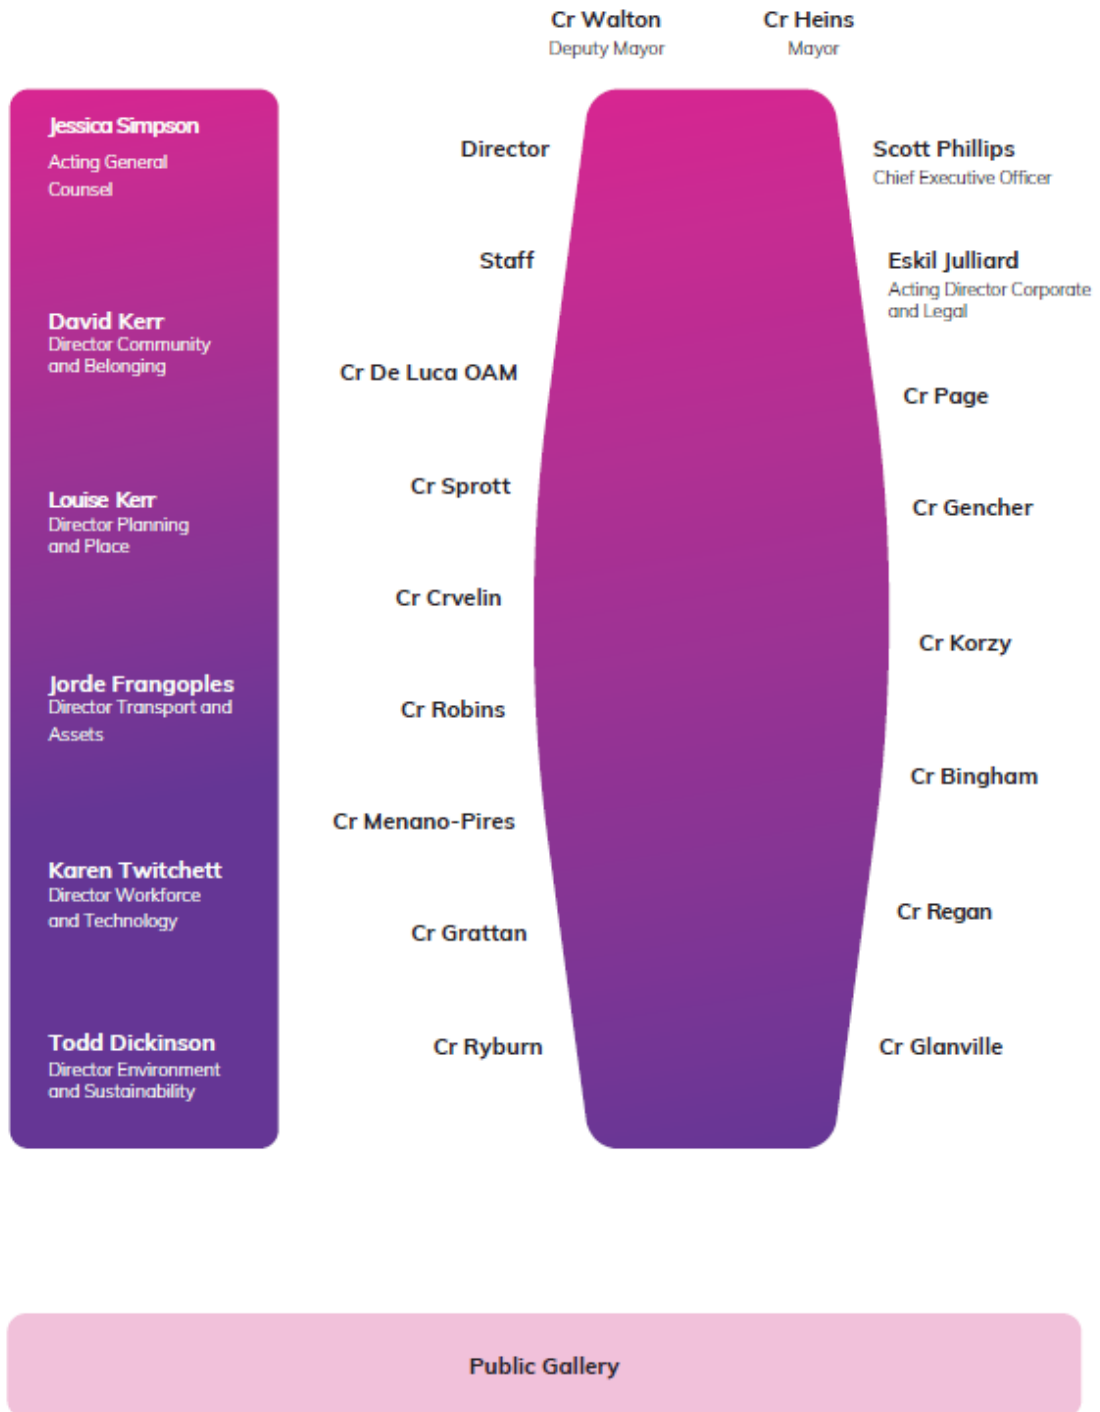 Cr Walton
Deputy Mayor
Cr Heins
Mayor
Jessica Simpson
Acting General
Counsel
David Kerr
Director Community
and Belonging
Louise Kerr
Director Planning
and Place
Jorde Frangoples
Director Transport and
Assets
Karen Twitchett
Director Workforce
and Technology
Todd Dickinson
Director Environment
and Sustainability
Director
Staff
Cr De Luca OAM
Cr Sprott
Cr Crvelin
Cr Robins
Cr Menano-Pires
Cr Grattan
Cr Ryburn
Scott Phillips
Chief Executive Officer
Eskil Julliard
Acting Director Corporate
and Legal
Cr Page
Cr Gencher
Cr Korzy
Cr Bingham
Cr Regan
Cr Glanville
Public Gallery